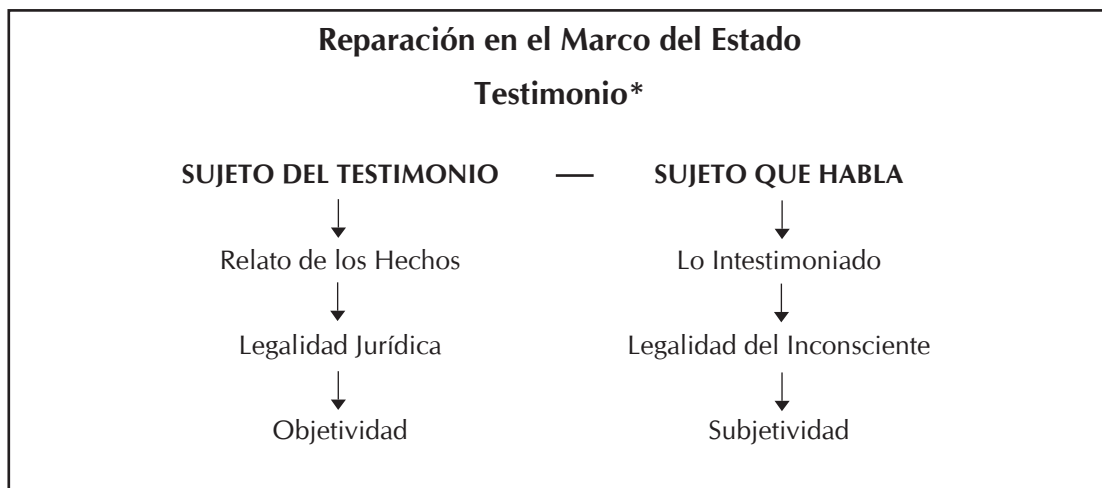 Reparación en el Marco del Estado
Testimonio*
SUJETO DEL TESTIMONIO — SUJETO QUE HABLA
Relato de los Hechos Lo Intestimoniado
Legalidad Jurídica Legalidad del Inconsciente
Objetividad Subjetividad